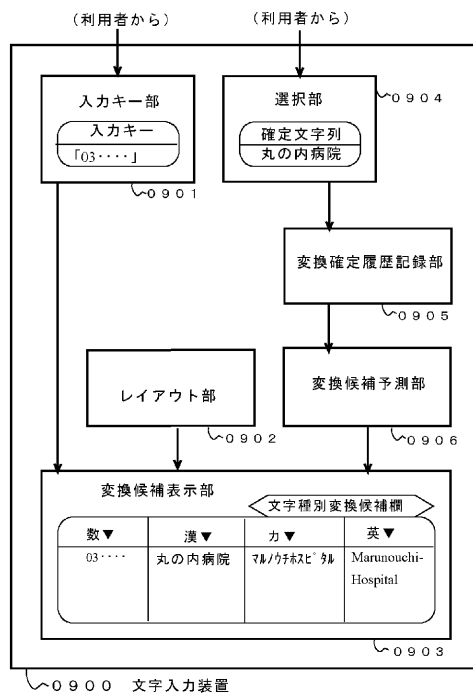 （利用者から）
（利用者から）
入力キー部
入力キー
「03‥‥」
0901
選択部
確定文字列
丸の内病院
0904
変換確定履歴記録部
0905
レイアウト部
0902
変換候補予測部
0906
変換候補表示部
文字種別変換候補欄
数▼ 漢▼ カ▼ 英▼
03‥‥ 丸の内病院 ﾏﾙﾉｳﾁﾎｽﾋﾟﾀﾙ Marunouchi-
Hospital
0903
0900 文字入力装置